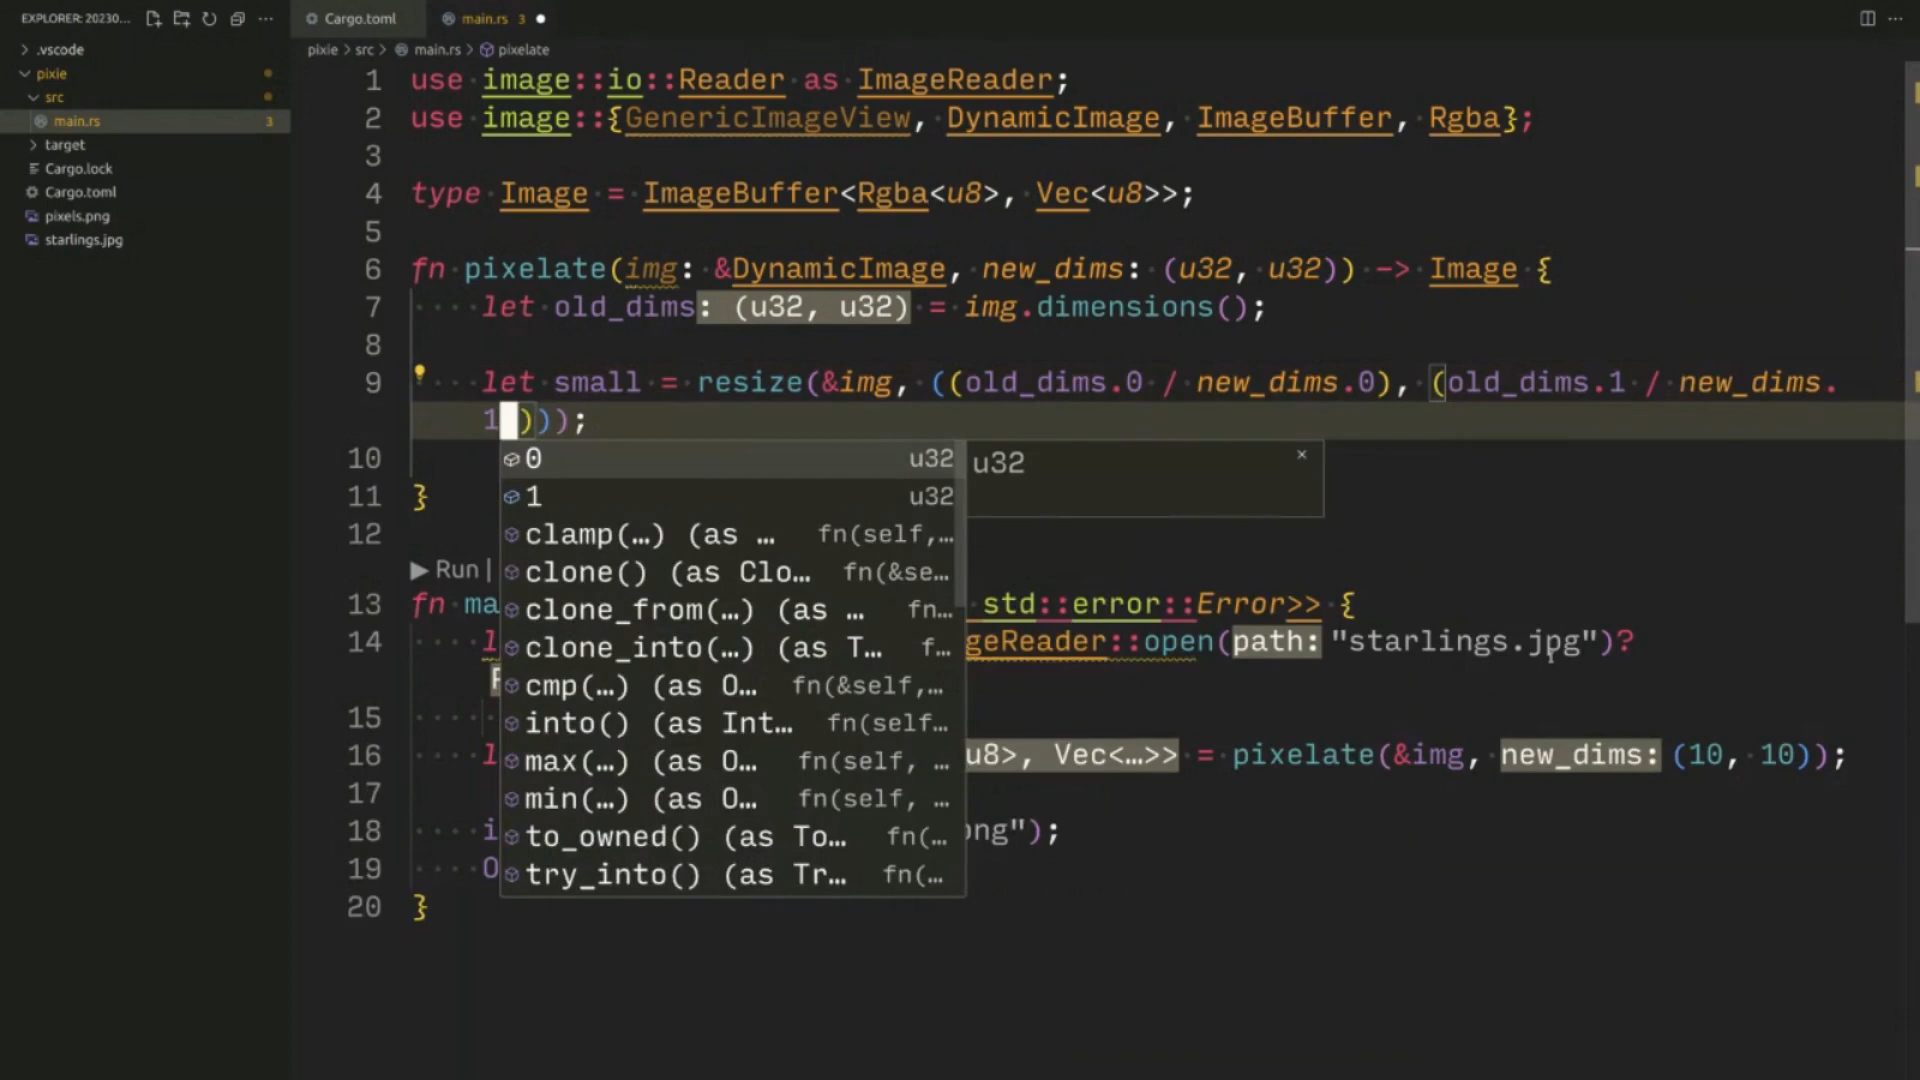 EXPLORER: 20230...
Cargo.toml
main.rs 3
pixie > src > main.rs > pixelate
.vscode
pixie
src
main.rs 3
target
Cargo.lock
Cargo.toml
pixels.png
starlings.jpg
1 use image::io::Reader as ImageReader;
2 use image::{GenericImageView, DynamicImage, ImageBuffer, Rgba};
3
4 type Image = ImageBuffer<Rgba<u8>, Vec<u8>>;
5
6 fn pixelate(img: &DynamicImage, new_dims: (u32, u32)) -> Image {
7 let old_dims: (u32, u32) = img.dimensions();
8
9 let small = resize(&img, ((old_dims.0 / new_dims.0), (old_dims.1 / new_dims.
1)));
0 u32
u32
1 u32
clamp(…) (as … fn(self,…
clone() (as Clo… fn(&se…
clone_from(…) (as … fn…
clone_into(…) (as T… f…
cmp(…) (as O… fn(&self,…
into() (as Int… fn(self…
max(…) (as O… fn(self, …
min(…) (as O… fn(self, …
to_owned() (as To… fn(…
try_into() (as Tr… fn(…
10
11 }
12
Run |
13 fn ma std::error::Error>> {
14 l geReader::open(path: "starlings.jpg")?
15
16 l u8>, Vec<…>> = pixelate(&img, new_dims: (10, 10));
17
18 i ng");
19 O
20 }